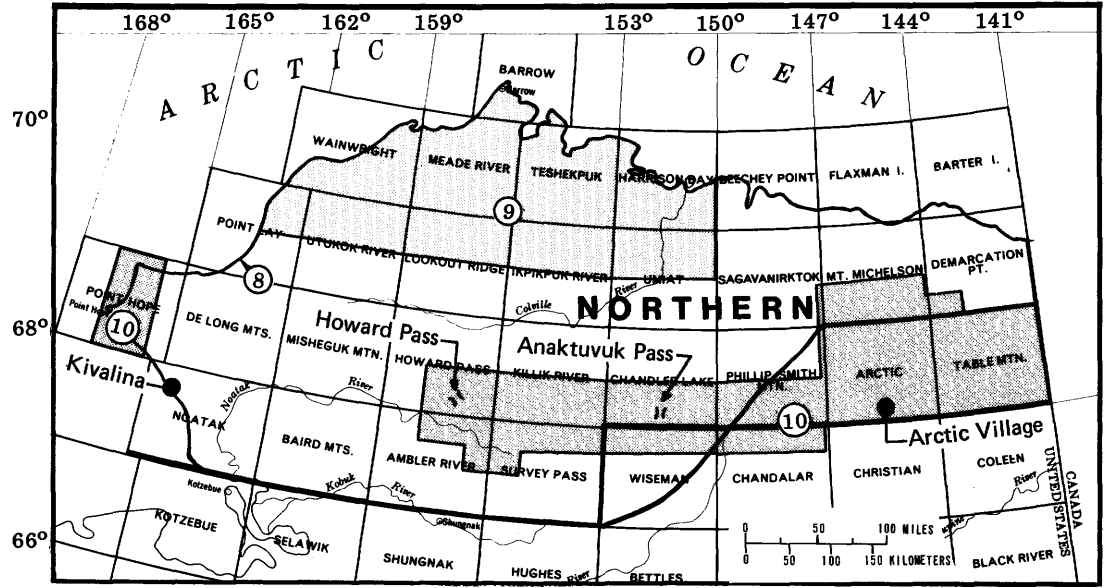 168° 165° 162° 159° 153° 150° 147° 144° 141°
ARCTIC OCEAN
BARROW
Barrow
70°
WAINWRIGHT
MEADE RIVER
TESHEKPUK
HARRISON BAY
BEECHEY POINT
FLAXMAN I.
BARTER I.
9
POINT LAY
UTUKOK RIVER
LOOKOUT RIDGE
IKPIKPUK RIVER
UMIAT
SAGAVANIRKTOK
MT. MICHELSON
DEMARCATION
PT.
8
POINT HOPE
Point Hope
10
Colville River
NORTHERN
68°
DE LONG MTS.
Howard Pass
MISHEGUK MTN.
HOWARD PASS
Anaktuvuk Pass
KILLIK RIVER
CHANDLER LAKE
PHILLIP SMITH
MTN.
ARCTIC
TABLE MTN.
Kivalina
NOATAK
Noatak River
10
Arctic Village
BAIRD MTS.
AMBLER RIVER
SURVEY PASS
WISEMAN
CHANDALAR
CHRISTIAN
COLEEN
CANADA
UNNTED STATES
Kotzebue
Kobuk River
Shungnak
River
KOTZEBUE
SELAWIK
66°
SHUNGNAK
HUGHES
River
BETTLES
0 50 100 MILES
0 50 100 150 KILOMETERS
BLACK RIVER